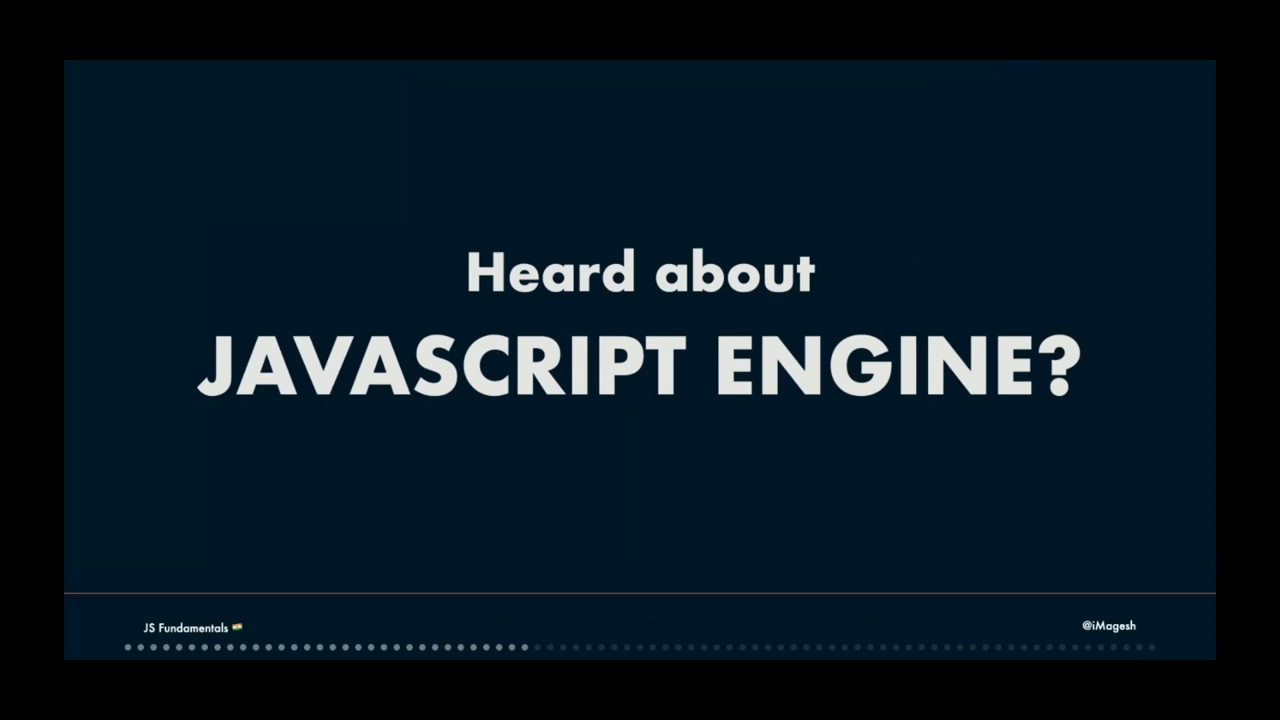 Heard about
JAVASCRIPT ENGINE?
JS Fundamentals 🇮🇳
@iMagesh